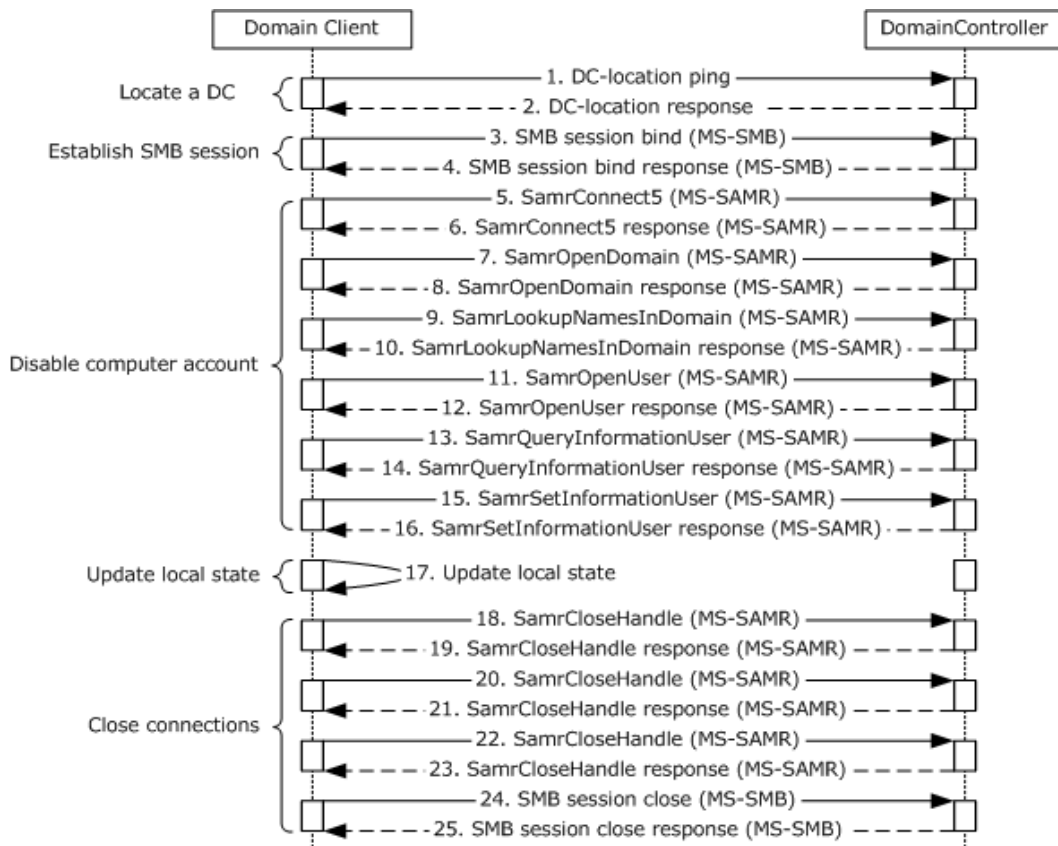 Domain Client
DomainController
Locate a DC
1. DC-location ping
2. DC-location response
Establish SMB session
3. SMB session bind (MS-SMB)
4. SMB session bind response (MS-SMB)
Disable computer account
5. SamrConnect5 (MS-SAMR)
6. SamrConnect5 response (MS-SAMR)
7. SamrOpenDomain (MS-SAMR)
8. SamrOpenDomain response (MS-SAMR)
9. SamrLookupNamesInDomain (MS-SAMR)
10. SamrLookupNamesInDomain response (MS-SAMR)
11. SamrOpenUser (MS-SAMR)
12. SamrOpenUser response (MS-SAMR)
13. SamrQueryInformationUser (MS-SAMR)
14. SamrQueryInformationUser response (MS-SAMR)
15. SamrSetInformationUser (MS-SAMR)
16. SamrSetInformationUser response (MS-SAMR)
Update local state
17. Update local state
Close connections
18. SamrCloseHandle (MS-SAMR)
19. SamrCloseHandle response (MS-SAMR)
20. SamrCloseHandle (MS-SAMR)
21. SamrCloseHandle response (MS-SAMR)
22. SamrCloseHandle (MS-SAMR)
23. SamrCloseHandle response (MS-SAMR)
24. SMB session close (MS-SMB)
25. SMB session close response (MS-SMB)